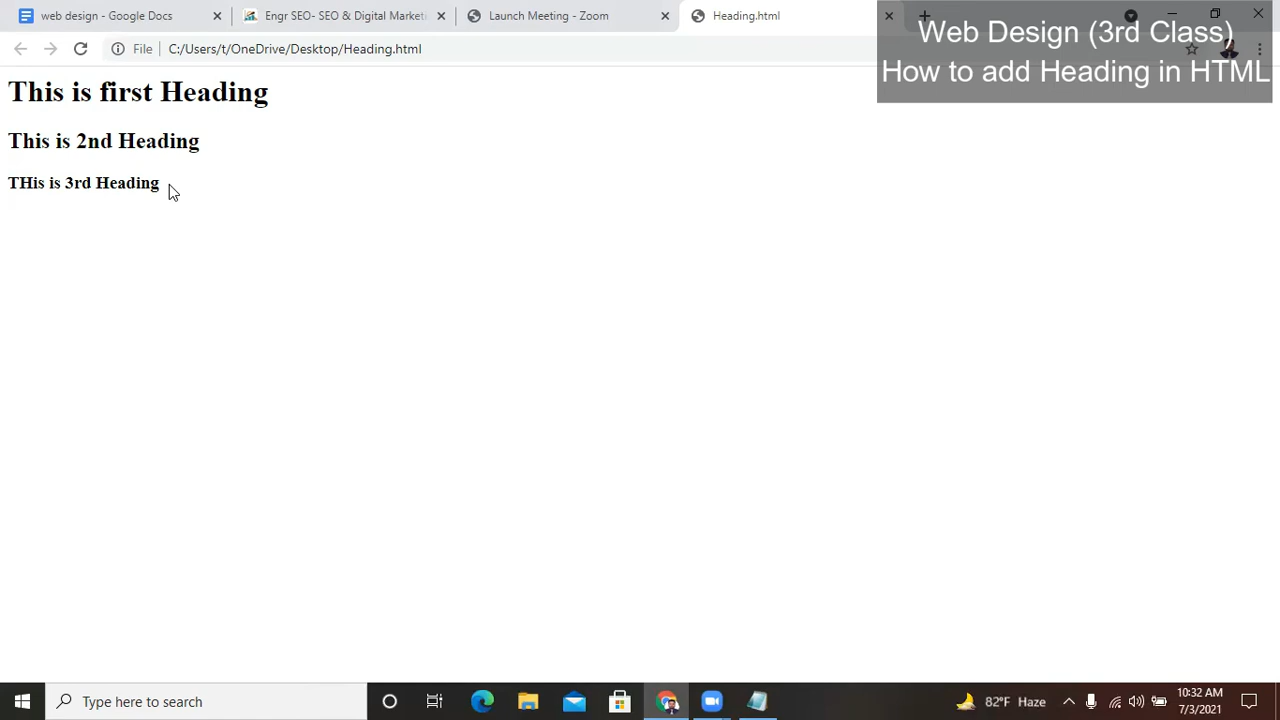 web design - Google Docs
Engt SEO- SEO & Digital Market
Launch Meeting - Zoom
Heading.html
File
C:/Users/t/OneDrive/Desktop/Heading.html
Web Design (3rd Class)
How to add Heading in HTML
This is first Heading
This is 2nd Heading
THis is 3rd Heading
Type here to search
82°F Haze
10:32 AM
7/3/2021